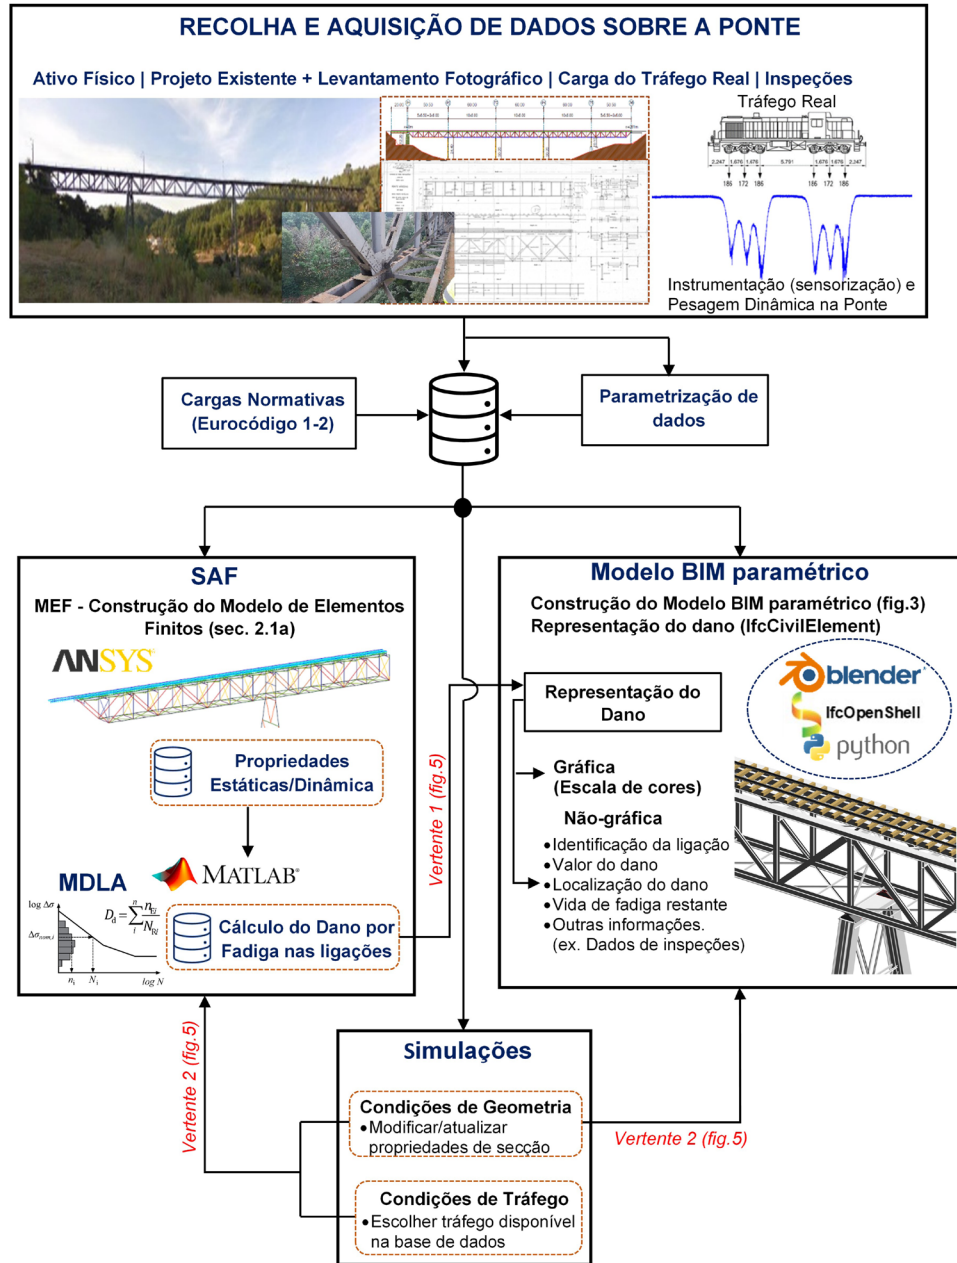 RECOLHA E AQUISIÇÃO DE DADOS SOBRE A PONTE
Ativo Físico | Projeto Existente + Levantamento Fotográfico | Carga do Tráfego Real | Inspeções
Tráfego Real
2,247 1,676 1,676 5,791 1,676 1,676 2,247
186 172 186 186 172 186
Instrumentação (sensorização) e
Pesagem Dinâmica na Ponte
Cargas Normativas
(Eurocódigo 1-2)
Parametrização de
dados
SAF
MEF - Construção do Modelo de Elementos
Finitos (sec. 2.1a)
ANSYS
Propriedades
Estáticas/Dinâmica
MATLAB®
MDLA
log Δσ
D_d = ∑_i^n n_Ei/N_Ri
Δσ_nom,i
n_i N_i log N
Cálculo do Dano por
Fadiga nas ligações
Vertente 1 (fig.5)
Modelo BIM paramétrico
Construção do Modelo BIM paramétrico (fig.3)
Representação do dano (IfcCivilElement)
blender
IfcOpenShell
python
Representação do
Dano
Gráfica
(Escala de cores)
Não-gráfica
•Identificação da ligação
•Valor do dano
•Localização do dano
•Vida de fadiga restante
•Outras informações.
(ex. Dados de inspeções)
Vertente 2 (fig.5)
Simulações
Condições de Geometria
•Modificar/atualizar
propriedades de secção
Vertente 2 (fig.5)
Condições de Tráfego
•Escolher tráfego disponível
na base de dados